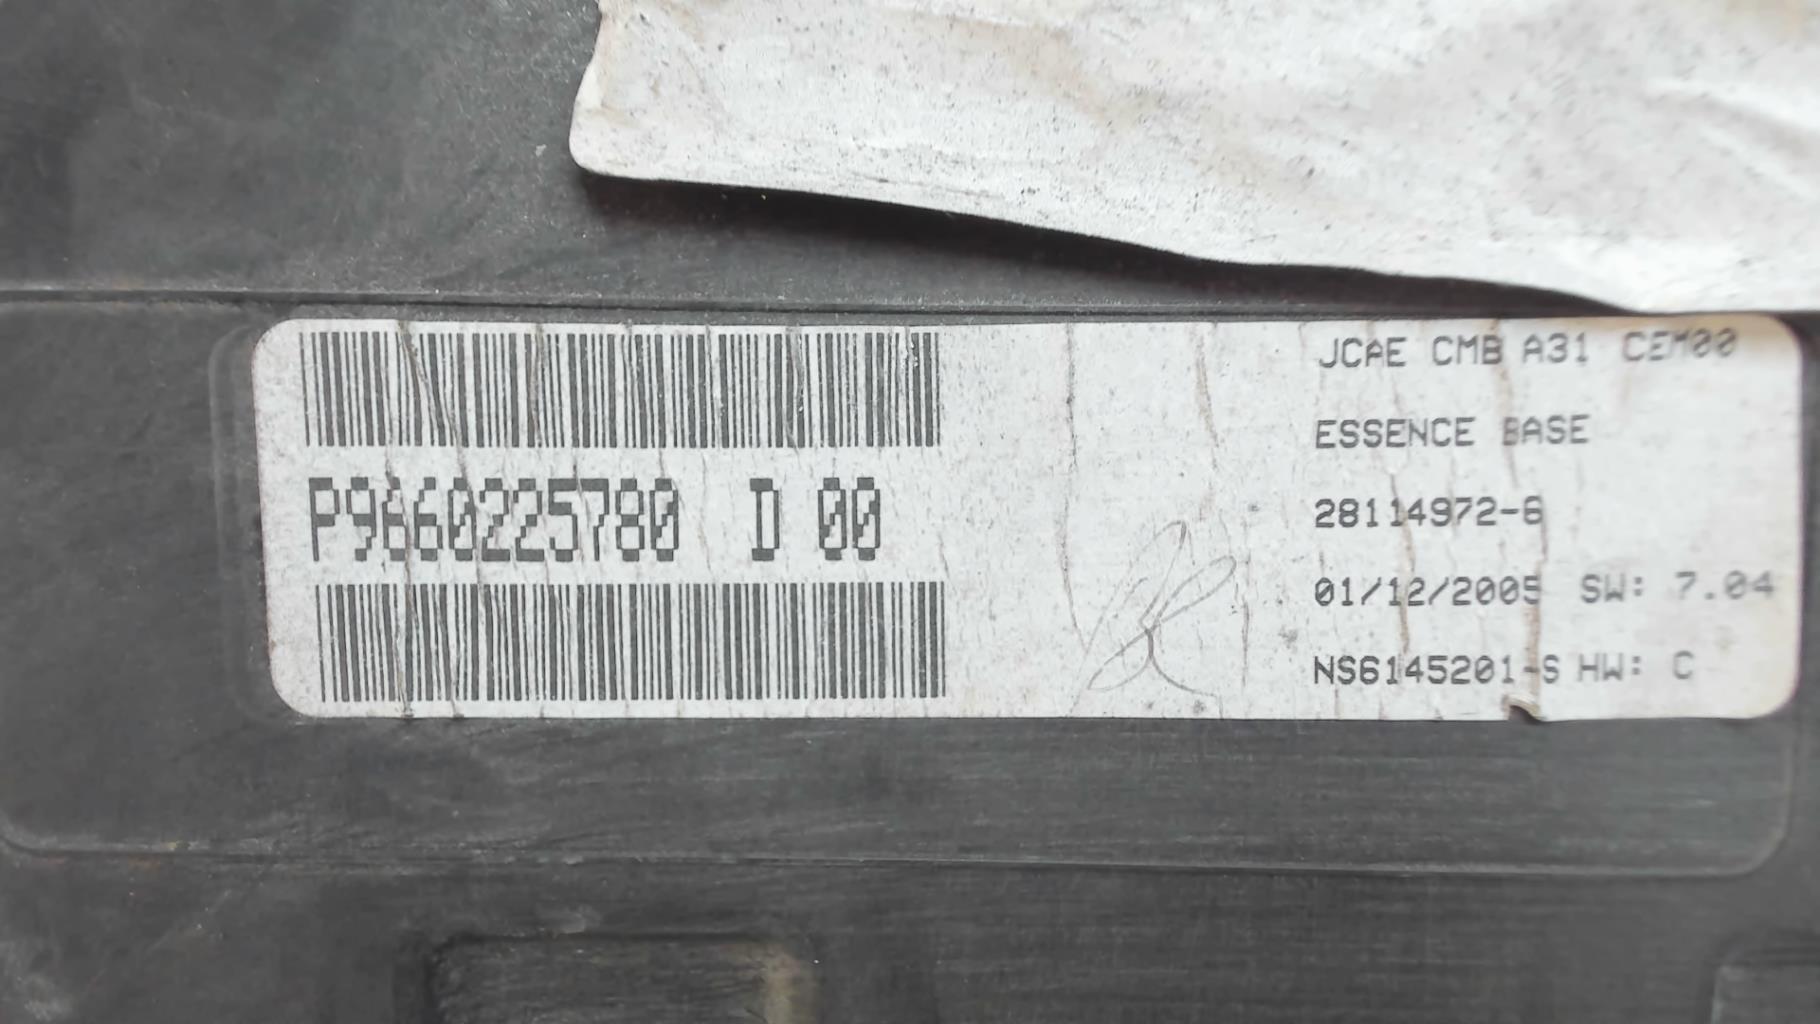 JCAE CMB A31 CEM00
ESSENCE BASE
P9660225780 D 00
28114972-6
01/12/2005 SW: 7.04
NS6145201-S HW: C